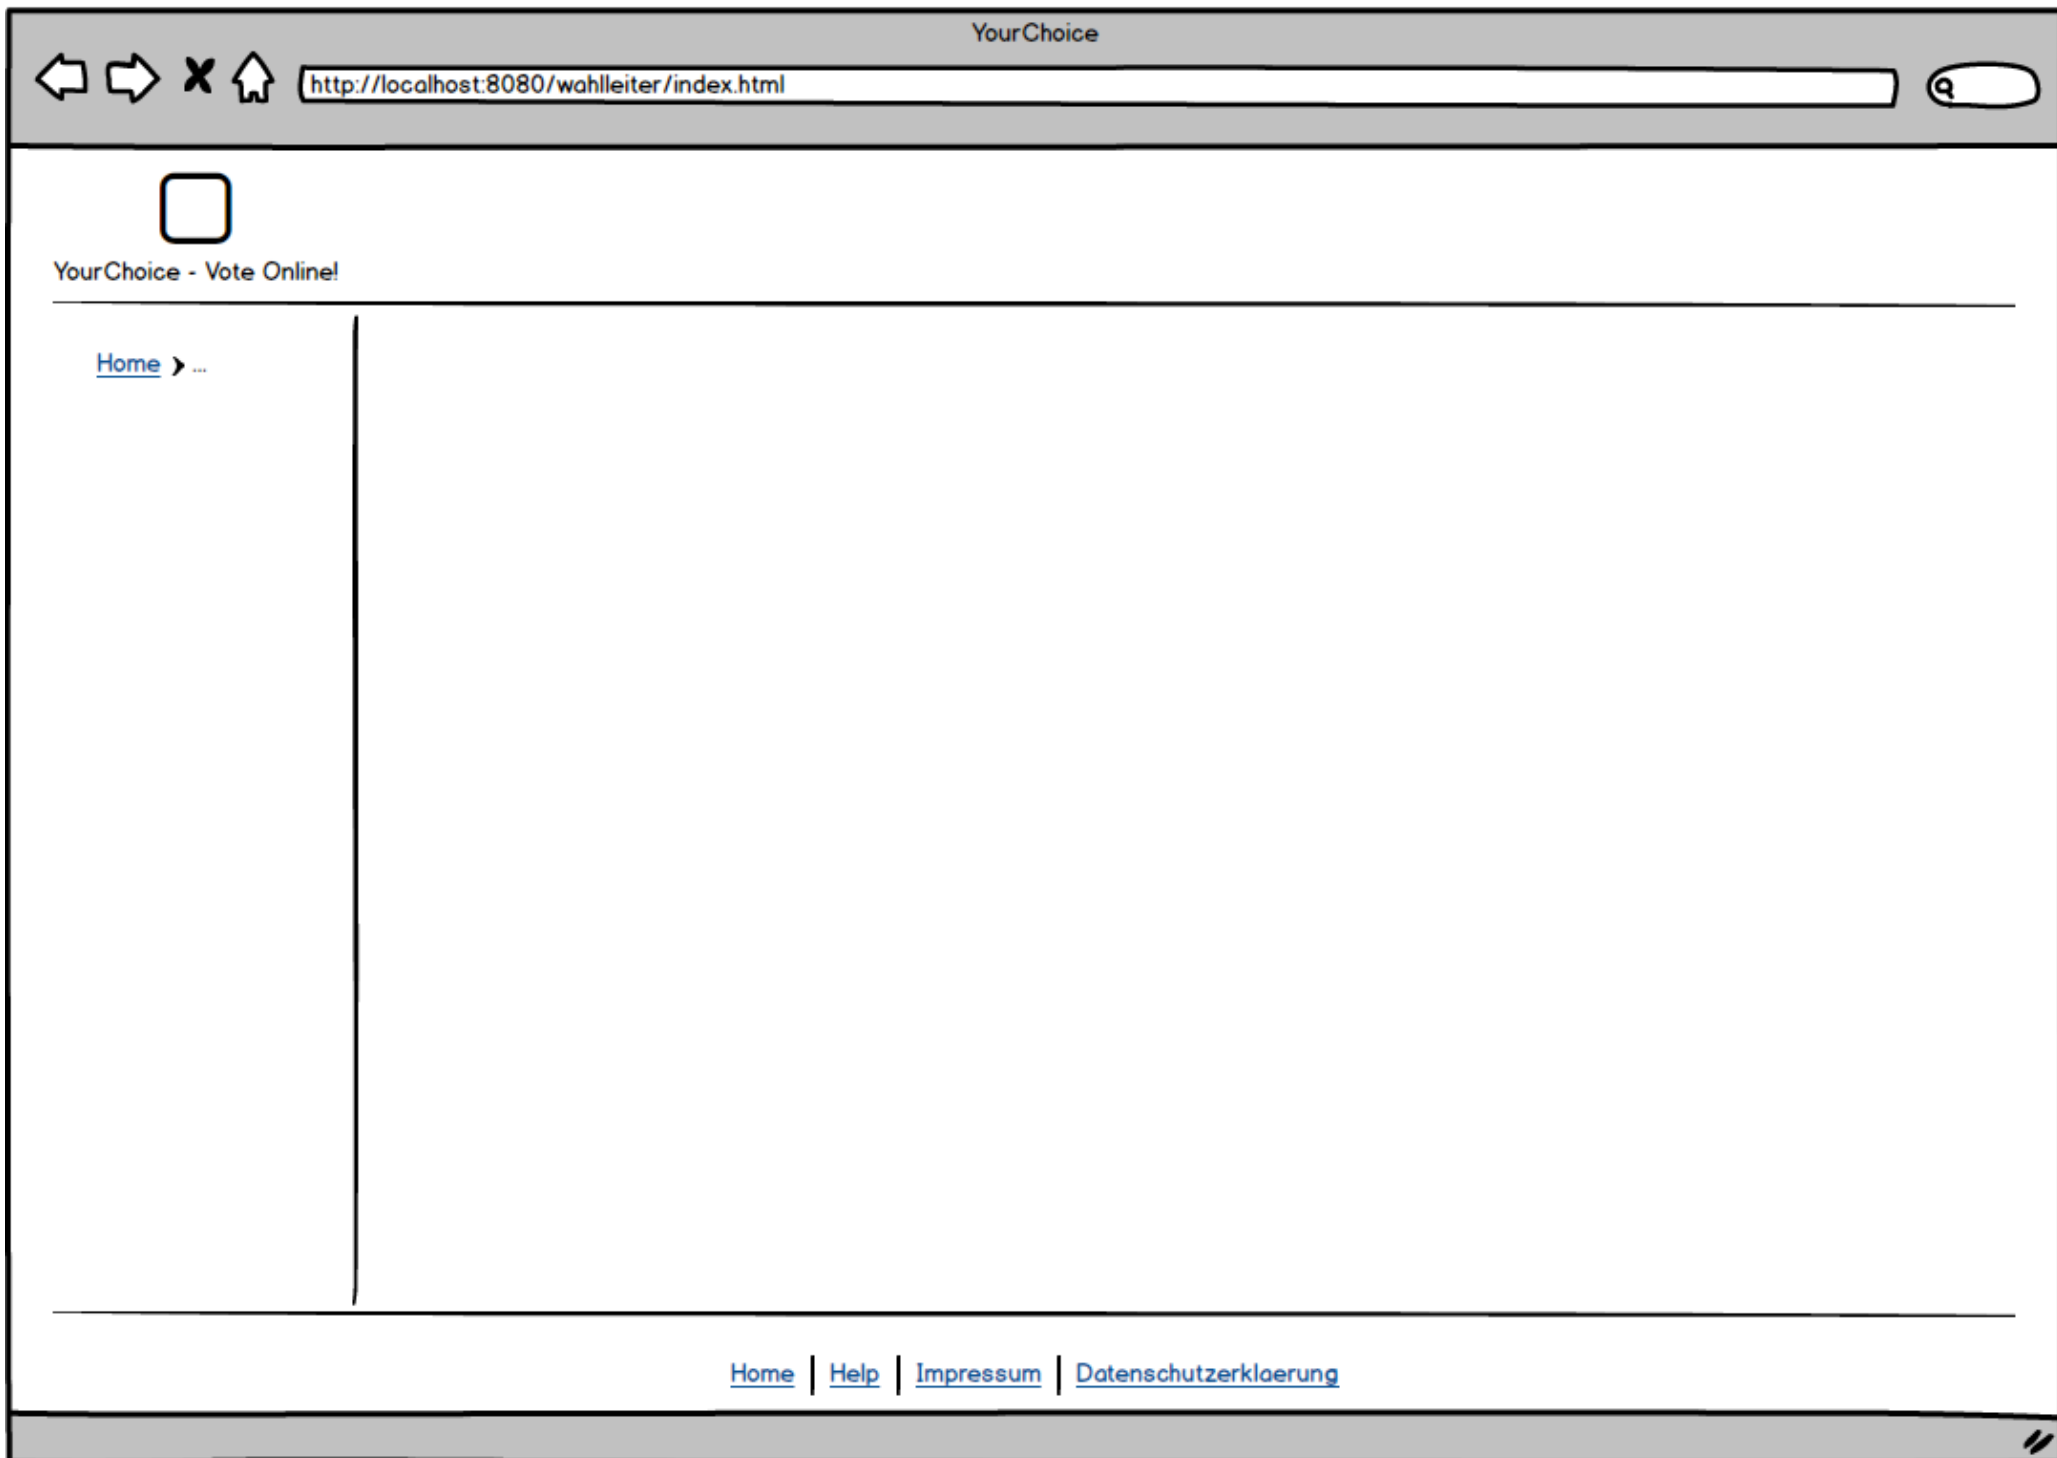 YourChoice
http://localhost:8080/wahlleiter/index.html
YourChoice - Vote Online!
Home ...
Home Help Impressum Datenschutzerklaerung